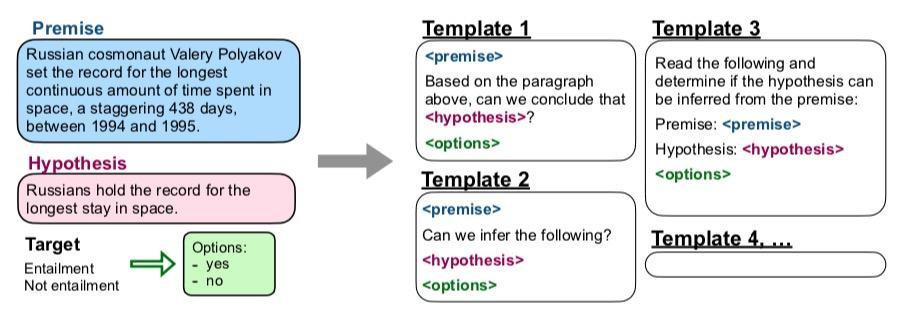 Premise
Russian cosmonaut Valery Polyakov
set the record for the longest
continuous amount of time spent in
space, a staggering 438 days,
between 1994 and 1995.
Hypothesis
Russians hold the record for the
longest stay in space.
Target
Entailment
Not entailment
Options:
- yes
- no
Template 1
<premise>
Based on the paragraph
above, can we conclude that
<hypothesis>?
<options>
Template 2
<premise>
Can we infer the following?
<hypothesis>
<options>
Template 3
Read the following and
determine if the hypothesis can
be inferred from the premise:
Premise: <premise>
Hypothesis: <hypothesis>
<options>
Template 4, ...